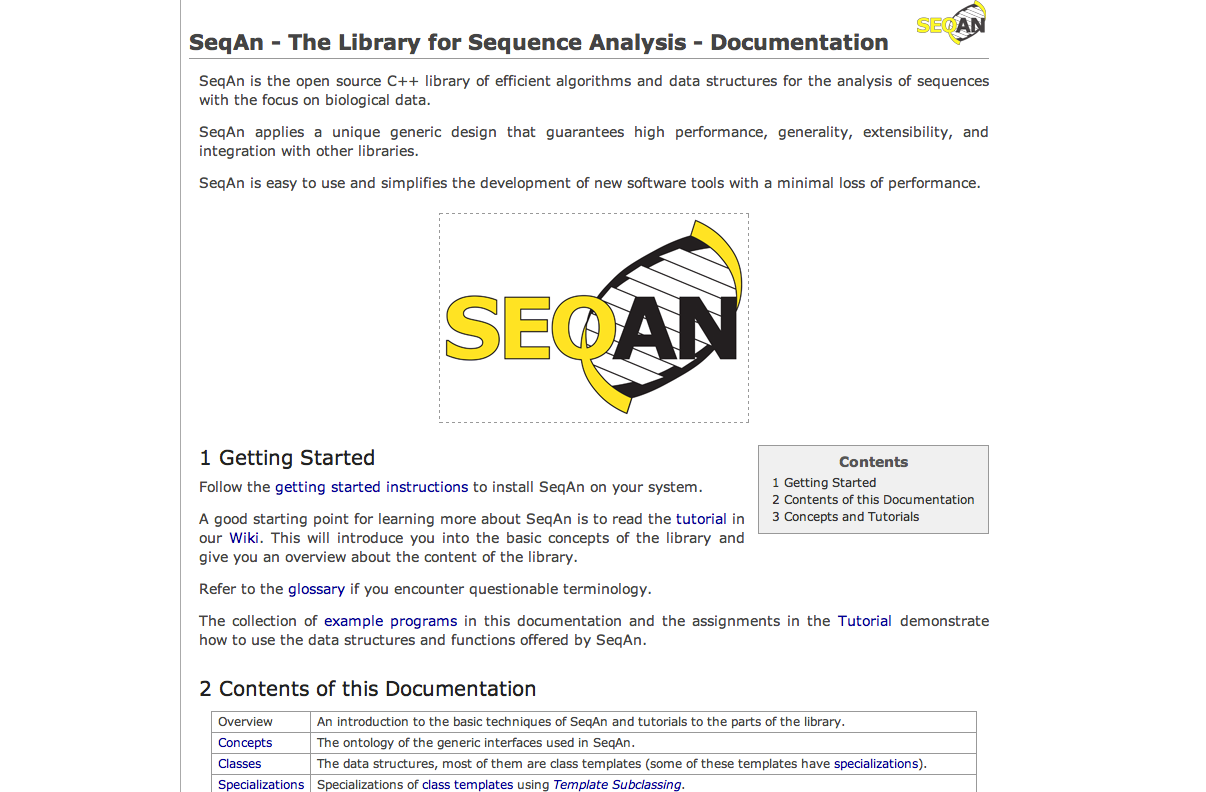 SEQAN
SeqAn - The Library for Sequence Analysis - Documentation
SeqAn is the open source C++ library of efficient algorithms and data structures for the analysis of sequences
with the focus on biological data.
SeqAn applies a unique generic design that guarantees high performance, generality, extensibility, and
integration with other libraries.
SeqAn is easy to use and simplifies the development of new software tools with a minimal loss of performance.
SEQAN
1 Getting Started
Follow the getting started instructions to install SeqAn on your system.
A good starting point for learning more about SeqAn is to read the tutorial in
our Wiki. This will introduce you into the basic concepts of the library and
give you an overview about the content of the library.
Refer to the glossary if you encounter questionable terminology.
The collection of example programs in this documentation and the assignments in the Tutorial demonstrate
how to use the data structures and functions offered by SeqAn.
Contents
1 Getting Started
2 Contents of this Documentation
3 Concepts and Tutorials
2 Contents of this Documentation
Overview An introduction to the basic techniques of SeqAn and tutorials to the parts of the library.
Concepts The ontology of the generic interfaces used in SeqAn.
Classes The data structures, most of them are class templates (some of these templates have specializations).
Specializations Specializations of class templates using Template Subclassing.